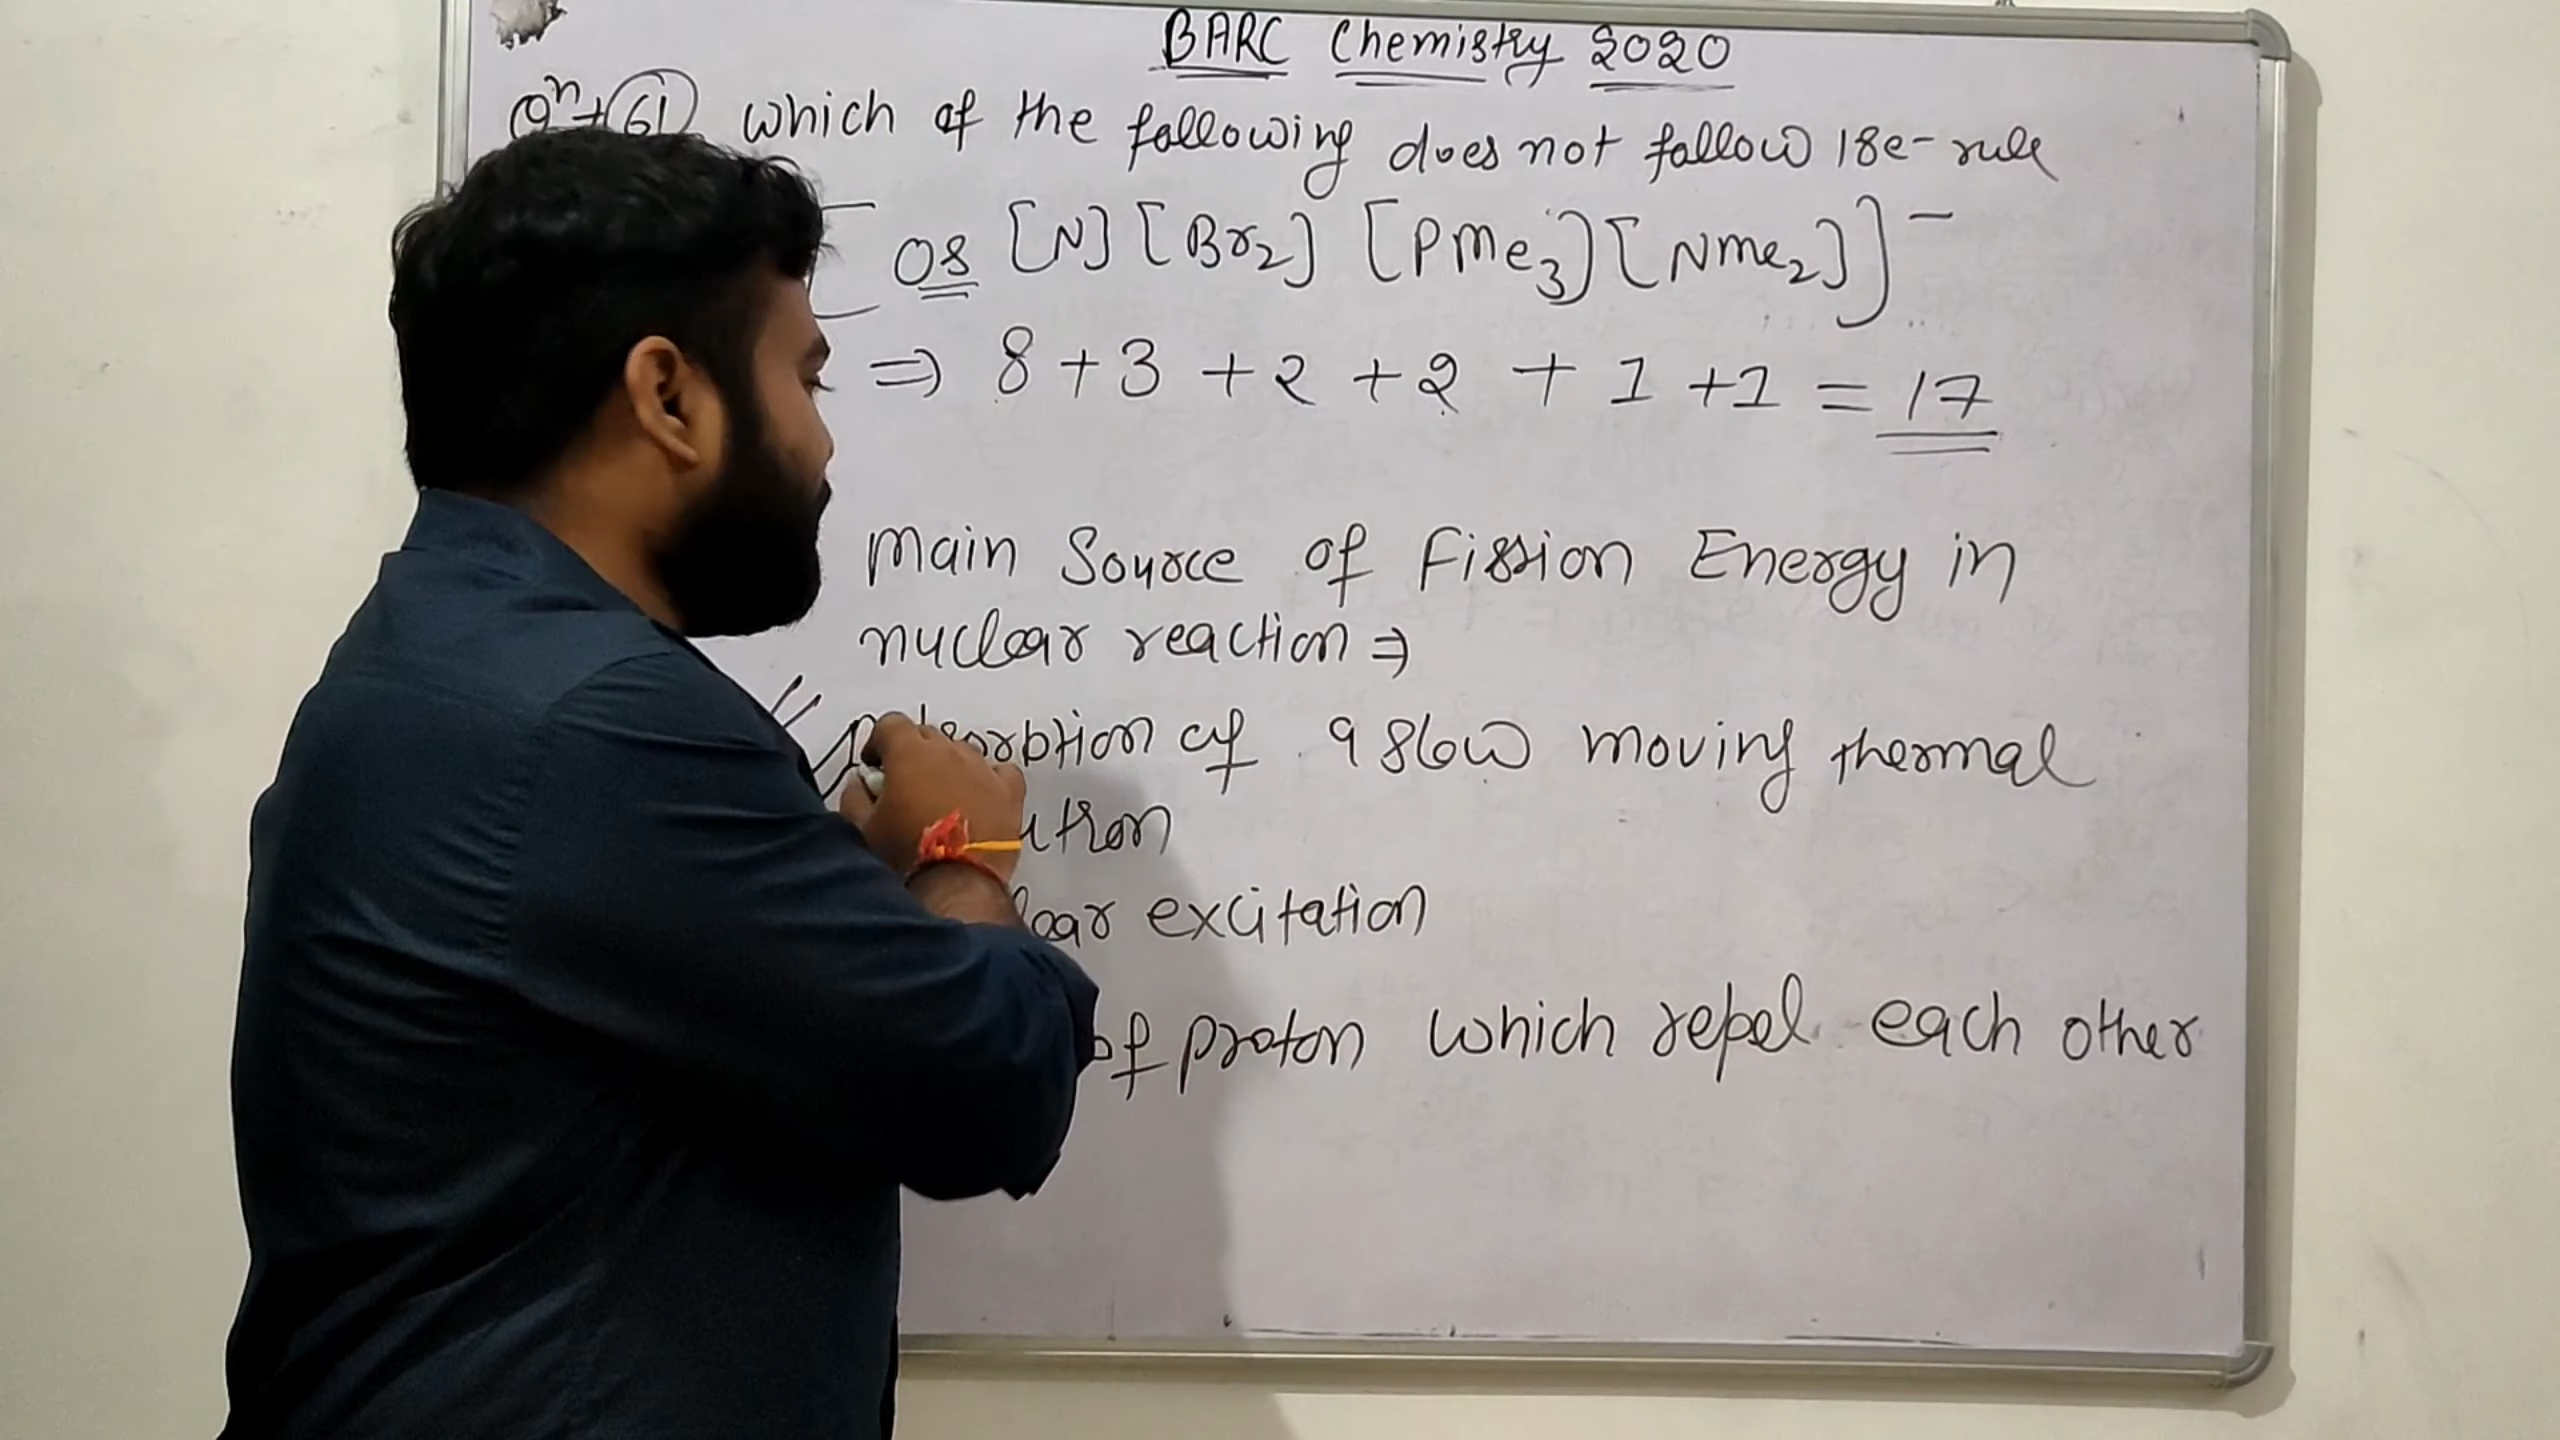 BARC Chemistry 2020
Qn+ 61 which of the following does not follow 18e- rule
[Os [N] [Br2] [PMe3] [NMe2]]-
⇒ 8 + 3 + 2 + 2 + 1 + 1 = 17
Main Source of Fission Energy in
nuclear reaction ⇒
of a slow moving thermal
excitation
of proton which repel each other